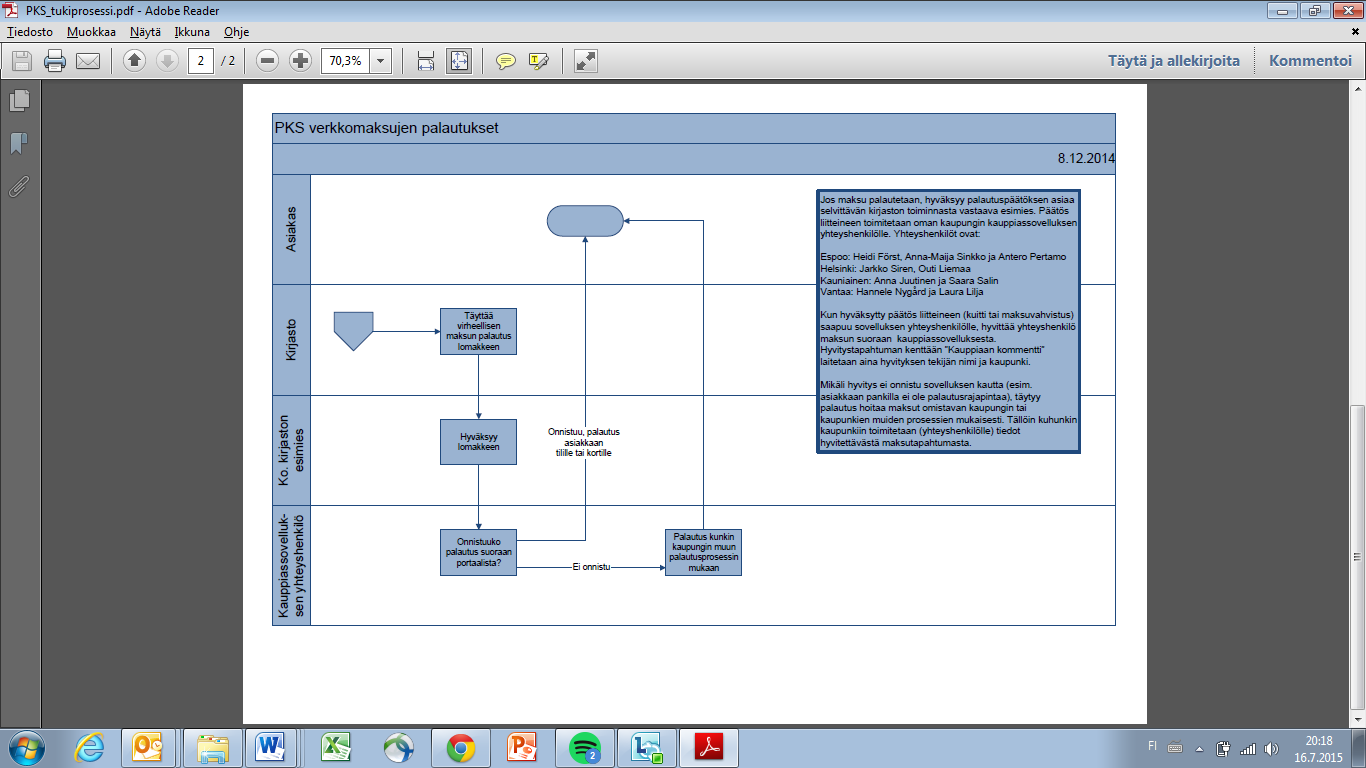 PKS_tukiprosessi.pdf - Adobe Reader
Tiedosto Muokkaa Näytä Ikkuna Ohje
2 / 2 70,3% Täytä ja allekirjoita Kommentoi
PKS verkkomaksujen palautukset
8.12.2014
Asiakas
Jos maksu palautetaan, hyväksyy palautuspäätöksen asiaa
selvittävän kirjaston toiminnasta vastaava esimies. Päätös
liitteineen toimitetaan oman kaupungin kauppiassovelluksen
yhteyshenkilölle. Yhteyshenkilöt ovat:
Espoo: Heidi Först, Anna-Maija Sinkko ja Antero Pertamo
Helsinki: Jarkko Siren, Outi Liemaa
Kauniainen: Anna Juutinen ja Saara Salin
Vantaa: Hannele Nygård ja Laura Lilja
Kun hyväksytty päätös liitteineen (kuitti tai maksuvahvistus)
saapuu sovelluksen yhteyshenkilölle, hyvittää yhteyshenkilö
maksun suoraan kauppiassovelluksesta.
Hyvitystapahtuman kenttään "Kauppiaan kommentti"
laitetaan aina hyvityksen tekijän nimi ja kaupunki.
Mikäli hyvitys ei onnistu sovelluksen kautta (esim.
asiakkaan pankilla ei ole palautusrajapintaa), täytyy
palautus hoitaa maksut omistavan kaupungin tai
kaupunkien muiden prosessien mukaisesti. Tällöin kuhunkin
kaupunkiin toimitetaan (yhteyshenkilölle) tiedot
hyvitettävästä maksutapahtumasta.
Kirjasto
Täyttää
virheellisen
maksun palautus
lomakkeen
Ko. kirjaston
esimies
Hyväksyy
lomakkeen
Onnistuu, palautus
asiakkaan
tilille tai kortille
Kauppiassovelluk-
sen yhteyshenkilö
Onnistuuko
palautus suoraan
portaalista?
Ei onnistu
Palautus kunkin
kaupungin muun
palautusprosessin
mukaan
FI 20:18
16.7.2015
2